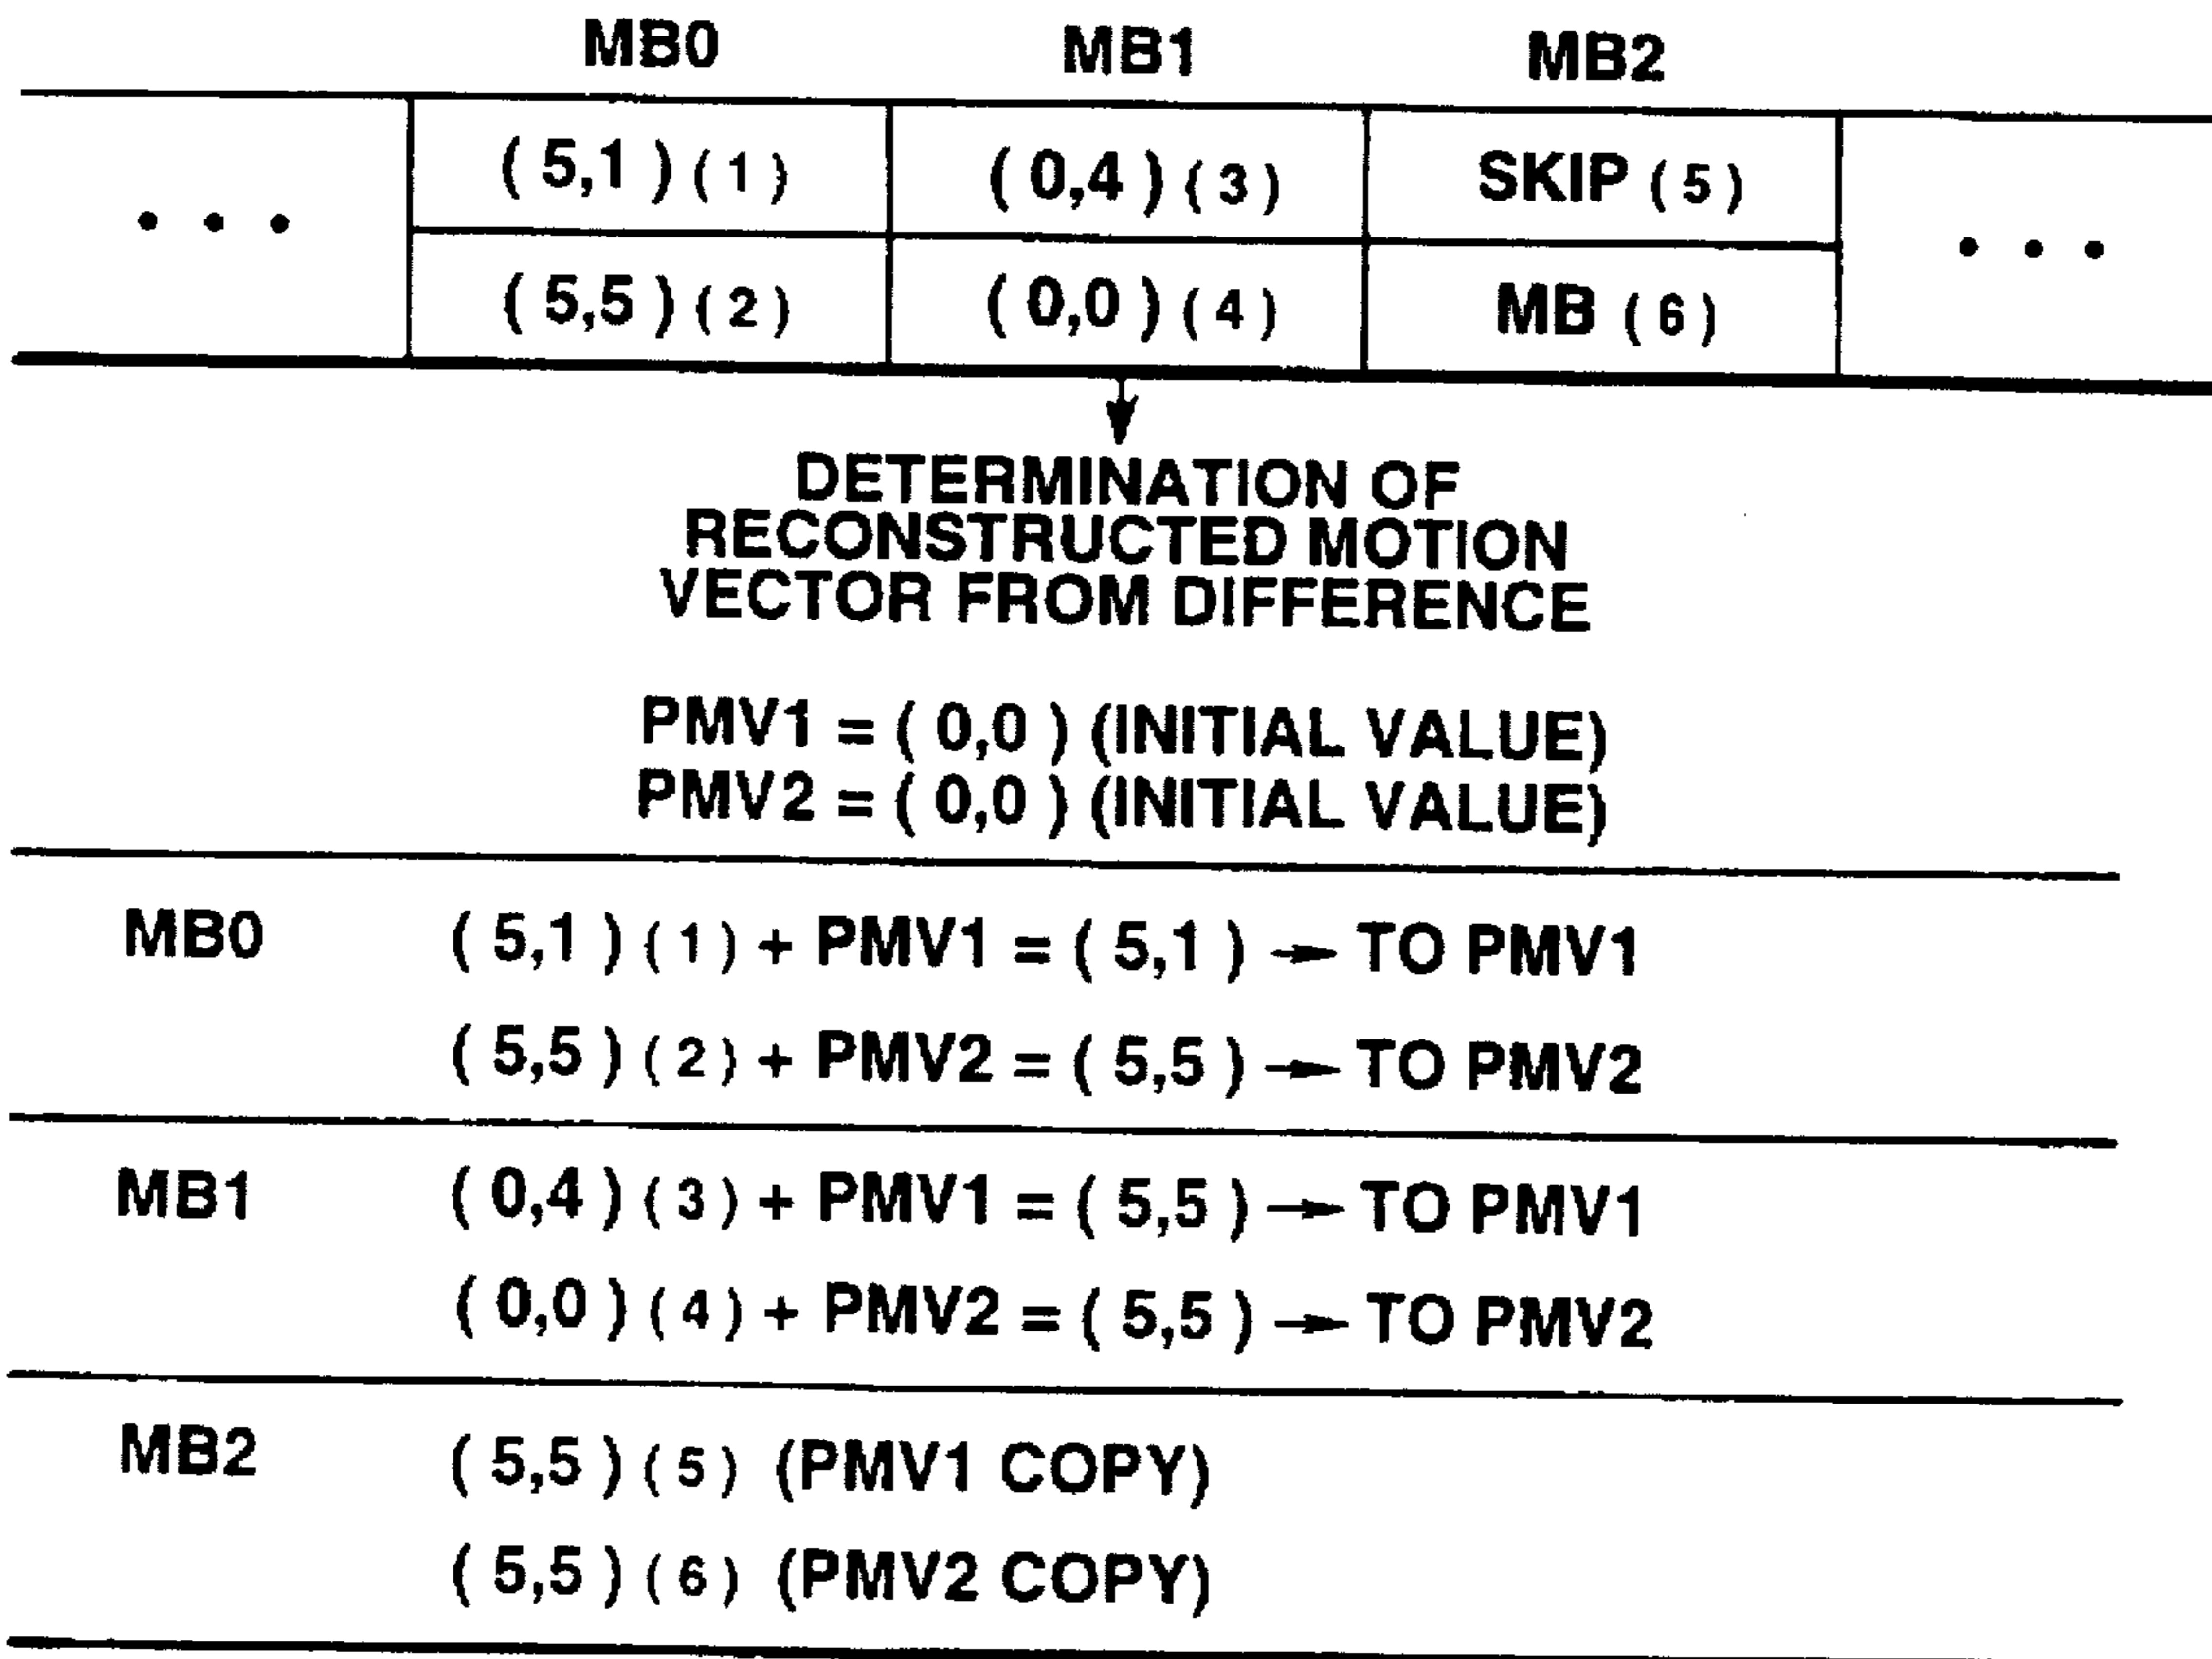 MB0 MB1 MB2
( 5,1 ) ( 1 ) ( 0,4 ) ( 3 ) SKIP ( 5 )
• • • • • •
( 5,5 ) ( 2 ) ( 0,0 ) ( 4 ) MB ( 6 )
DETERMINATION OF
RECONSTRUCTED MOTION
VECTOR FROM DIFFERENCE
PMV1 = ( 0,0 ) (INITIAL VALUE)
PMV2 = ( 0,0 ) (INITIAL VALUE)
MB0 ( 5,1 ) ( 1 ) + PMV1 = ( 5,1 ) → TO PMV1
( 5,5 ) ( 2 ) + PMV2 = ( 5,5 ) → TO PMV2
MB1 ( 0,4 ) ( 3 ) + PMV1 = ( 5,5 ) → TO PMV1
( 0,0 ) ( 4 ) + PMV2 = ( 5,5 ) → TO PMV2
MB2 ( 5,5 ) ( 5 ) (PMV1 COPY)
( 5,5 ) ( 6 ) (PMV2 COPY)